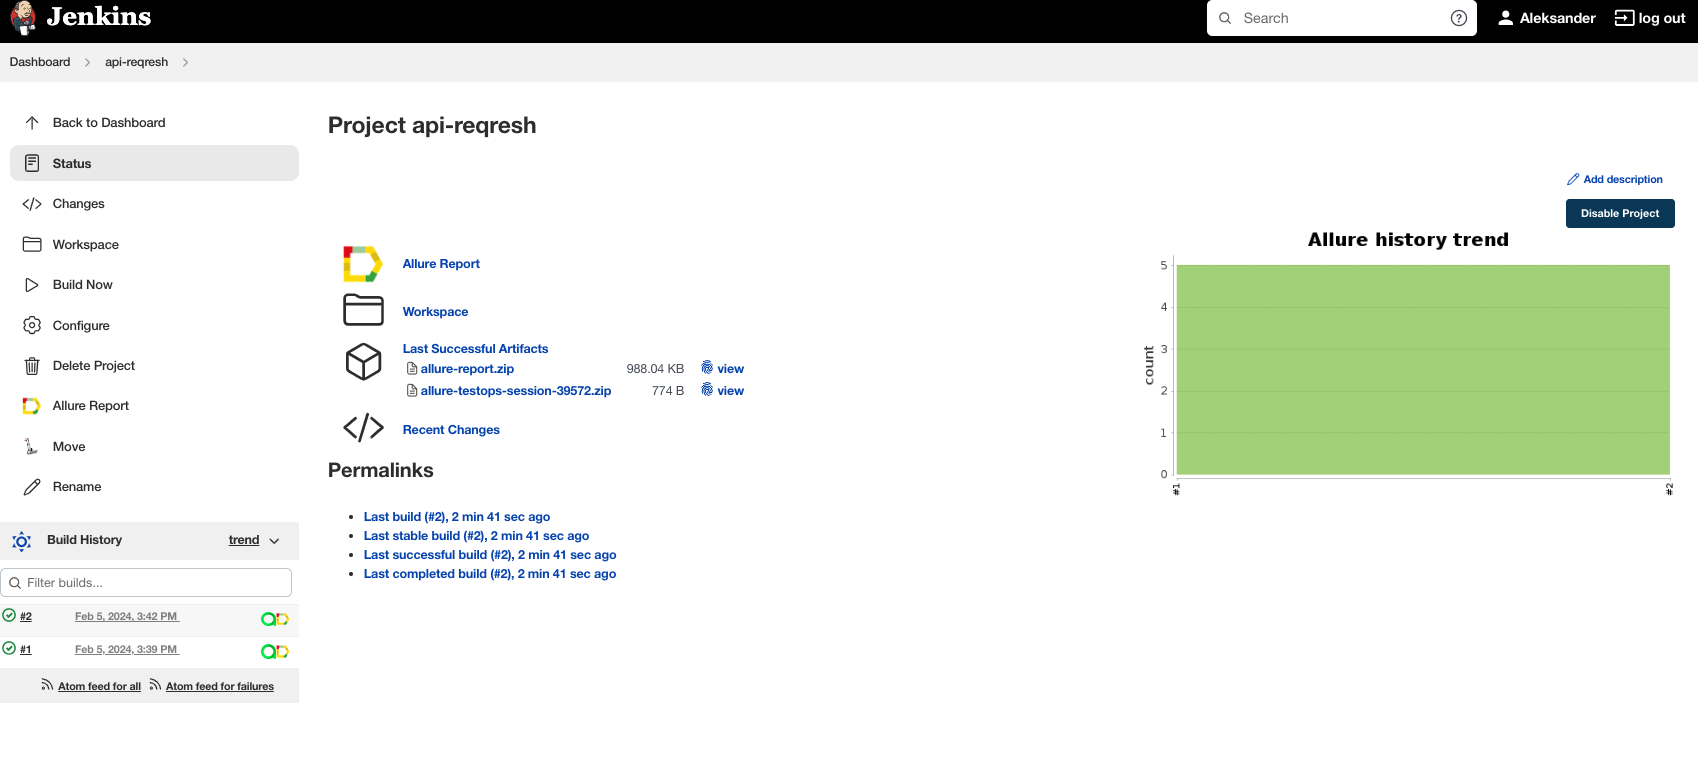 Jenkins
Search
Aleksander
log out
Dashboard
api-reqresh
Back to Dashboard
Status
Changes
Workspace
Build Now
Configure
Delete Project
Allure Report
Move
Rename
Build History
trend
Filter builds...
#2 Feb 5, 2024, 3:42 PM
#1 Feb 5, 2024, 3:39 PM
Atom feed for all Atom feed for failures
Project api-reqresh
Add description
Disable Project
Allure Report
Workspace
Last Successful Artifacts
allure-report.zip 988.04 KB view
allure-testops-session-39572.zip 774 B view
Recent Changes
Permalinks
Last build (#2), 2 min 41 sec ago
Last stable build (#2), 2 min 41 sec ago
Last successful build (#2), 2 min 41 sec ago
Last completed build (#2), 2 min 41 sec ago
Allure history trend
count
5
4
3
2
1
0
#1
#2